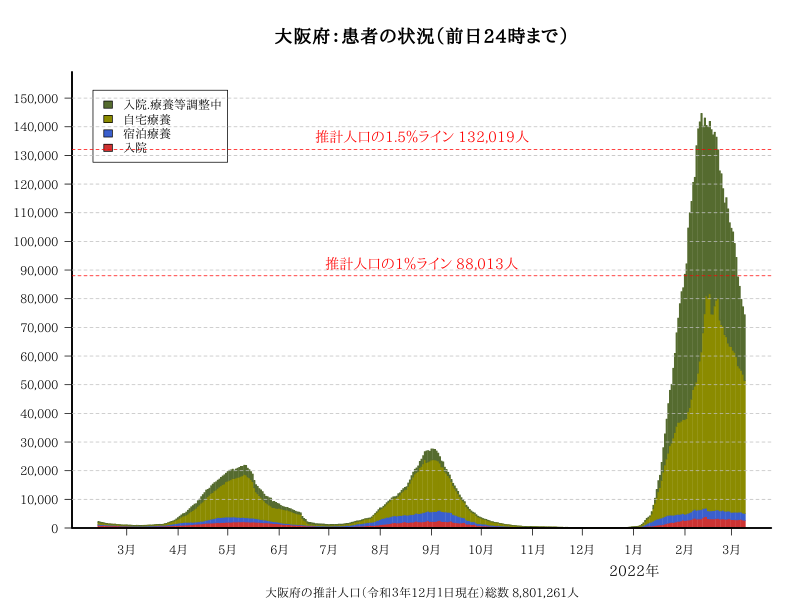 大阪府：患者の状況（前日24時まで）
150,000
140,000
130,000
120,000
110,000
100,000
90,000
80,000
70,000
60,000
50,000
40,000
30,000
20,000
10,000
0
入院.療養等調整中
自宅療養
宿泊療養
入院
推計人口の1.5%ライン 132,019人
推計人口の1%ライン 88,013人
3月 4月 5月 6月 7月 8月 9月 10月 11月 12月 1月 2月 3月
2022年
大阪府の推計人口（令和3年12月1日現在）総数 8,801,261人